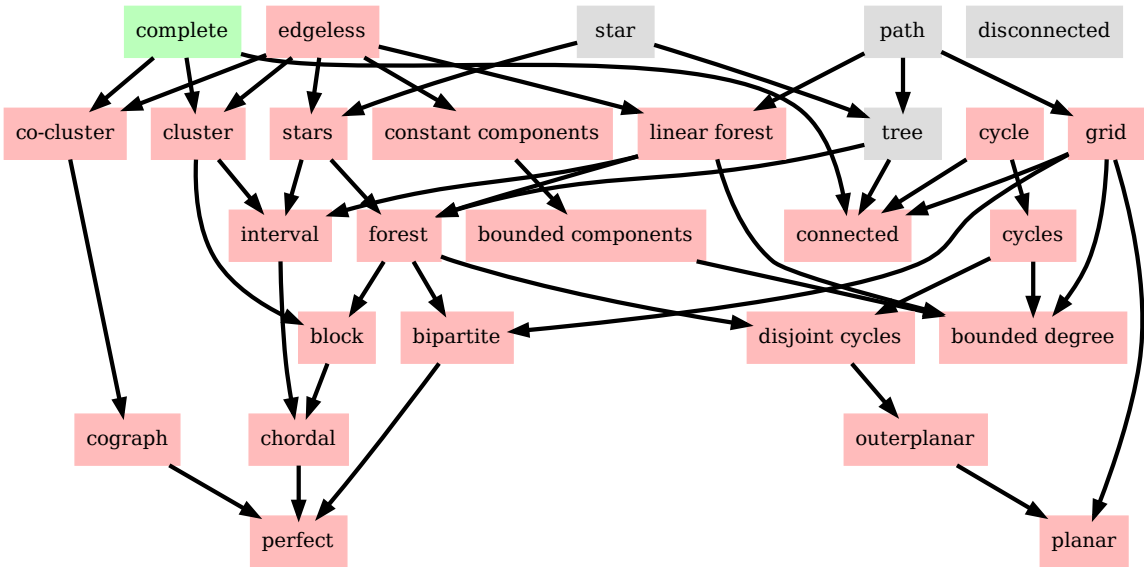 complete
edgeless
star
path
disconnected
co-cluster
cluster
stars
constant components
linear forest
tree
cycle
grid
interval
forest
bounded components
connected
cycles
block
bipartite
disjoint cycles
bounded degree
cograph
chordal
outerplanar
perfect
planar